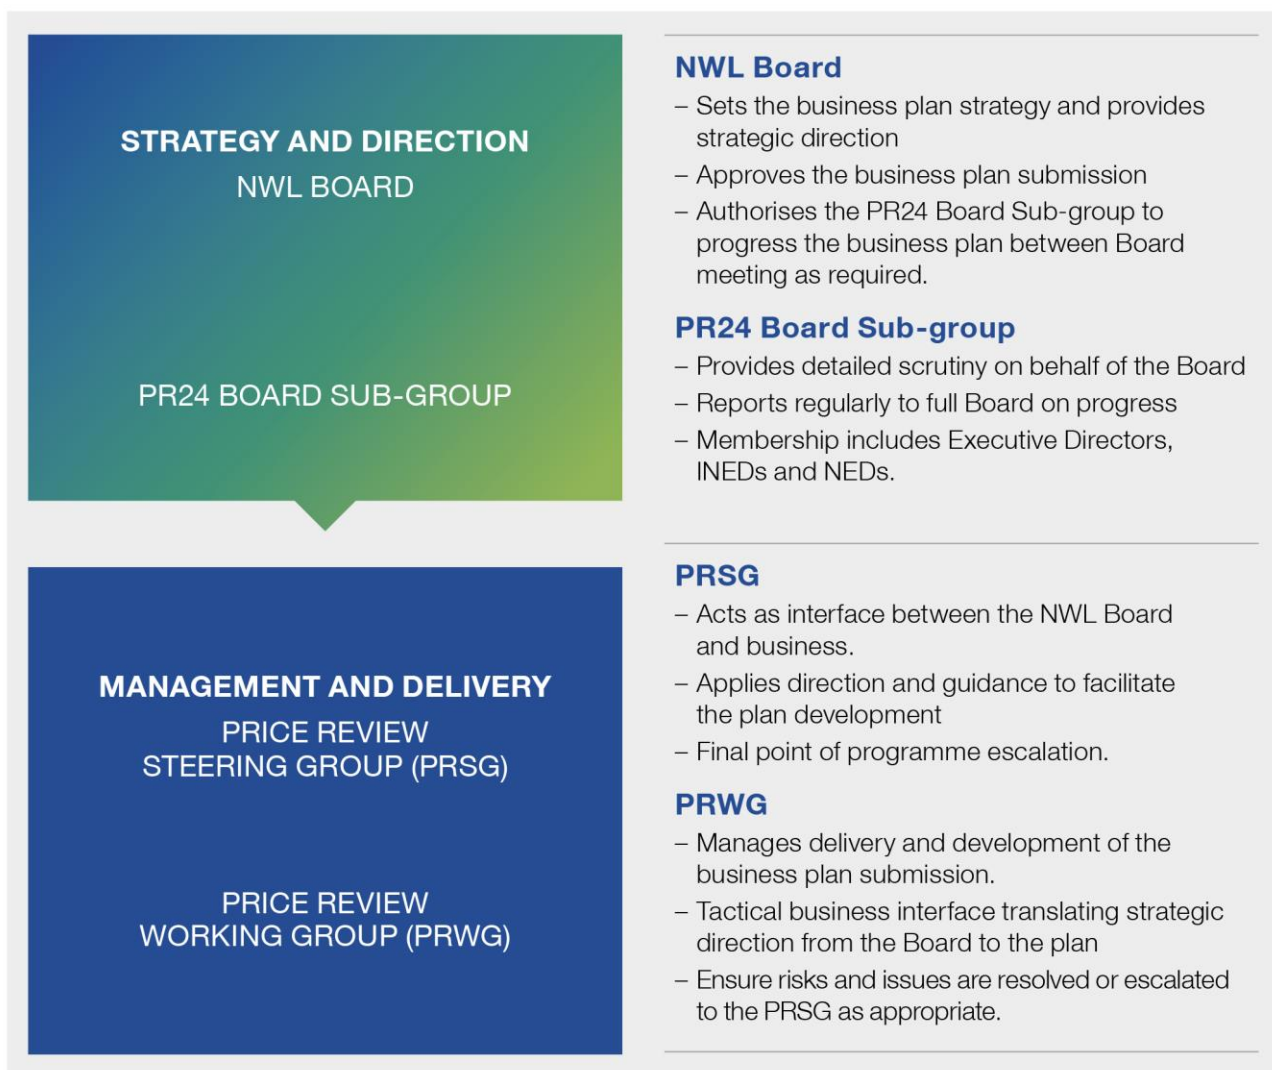 STRATEGY AND DIRECTION
NWL BOARD
PR24 BOARD SUB-GROUP
NWL Board
– Sets the business plan strategy and provides
strategic direction
– Approves the business plan submission
– Authorises the PR24 Board Sub-group to
progress the business plan between Board
meeting as required.
PR24 Board Sub-group
– Provides detailed scrutiny on behalf of the Board
– Reports regularly to full Board on progress
– Membership includes Executive Directors,
INEDs and NEDs.
MANAGEMENT AND DELIVERY
PRICE REVIEW
STEERING GROUP (PRSG)
PRICE REVIEW
WORKING GROUP (PRWG)
PRSG
– Acts as interface between the NWL Board
and business.
– Applies direction and guidance to facilitate
the plan development
– Final point of programme escalation.
PRWG
– Manages delivery and development of the
business plan submission.
– Tactical business interface translating strategic
direction from the Board to the plan
– Ensure risks and issues are resolved or escalated
to the PRSG as appropriate.